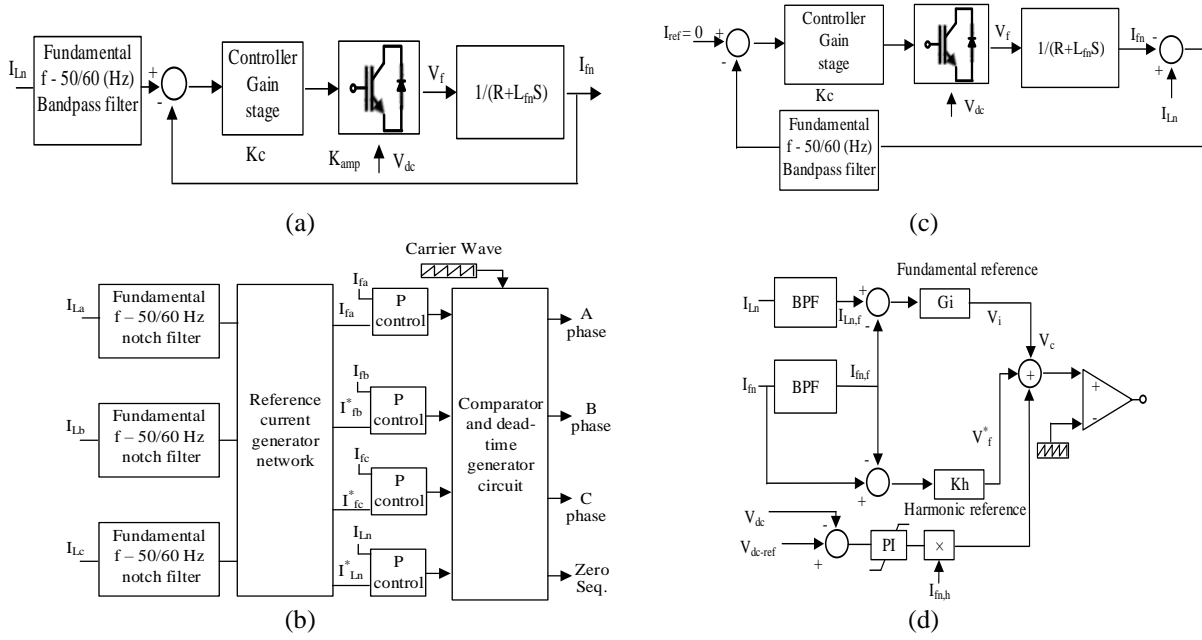 I_Ln
Fundamental
f - 50/60 (Hz)
Bandpass filter
+
-
Controller
Gain
stage
Kc
K_amp
V_dc
V_f
1/(R+L_fnS)
I_fn
(a)
I_ref = 0
+
-
Controller
Gain
stage
Kc
V_dc
V_f
1/(R+L_fnS)
I_fn
-
+
I_Ln
Fundamental
f - 50/60 (Hz)
Bandpass filter
(c)
Carrier Wave
I_La
Fundamental
f – 50/60 Hz
notch filter
I_Lb
Fundamental
f – 50/60 Hz
notch filter
I_Lc
Fundamental
f – 50/60 Hz
notch filter
Reference
current
generator
network
I_fa
I_fa
P
control
I_fb
I*_fb
P
control
I_fc
I*_fc
P
control
I_Ln
I*_Ln
P
control
Comparator
and dead-
time
generator
circuit
A
phase
B
phase
C
phase
Zero
Seq.
(b)
Fundamental reference
I_Ln
BPF
I_Ln,f
+
-
Gi
V_i
V_c
I_fn
BPF
I_fn,f
+
+
-
V*_f
-
+
Kh
Harmonic reference
V_dc
V_dc-ref
-
+
PI
×
I_fn,h
(d)